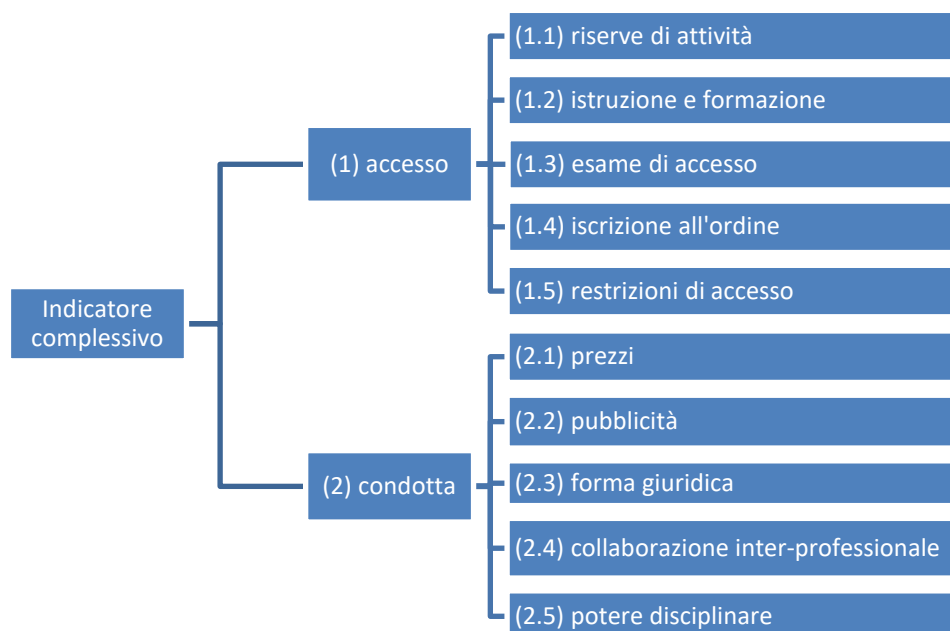 Indicatore
complessivo
(1) accesso
(1.1) riserve di attività
(1.2) istruzione e formazione
(1.3) esame di accesso
(1.4) iscrizione all'ordine
(1.5) restrizioni di accesso
(2) condotta
(2.1) prezzi
(2.2) pubblicità
(2.3) forma giuridica
(2.4) collaborazione inter-professionale
(2.5) potere disciplinare